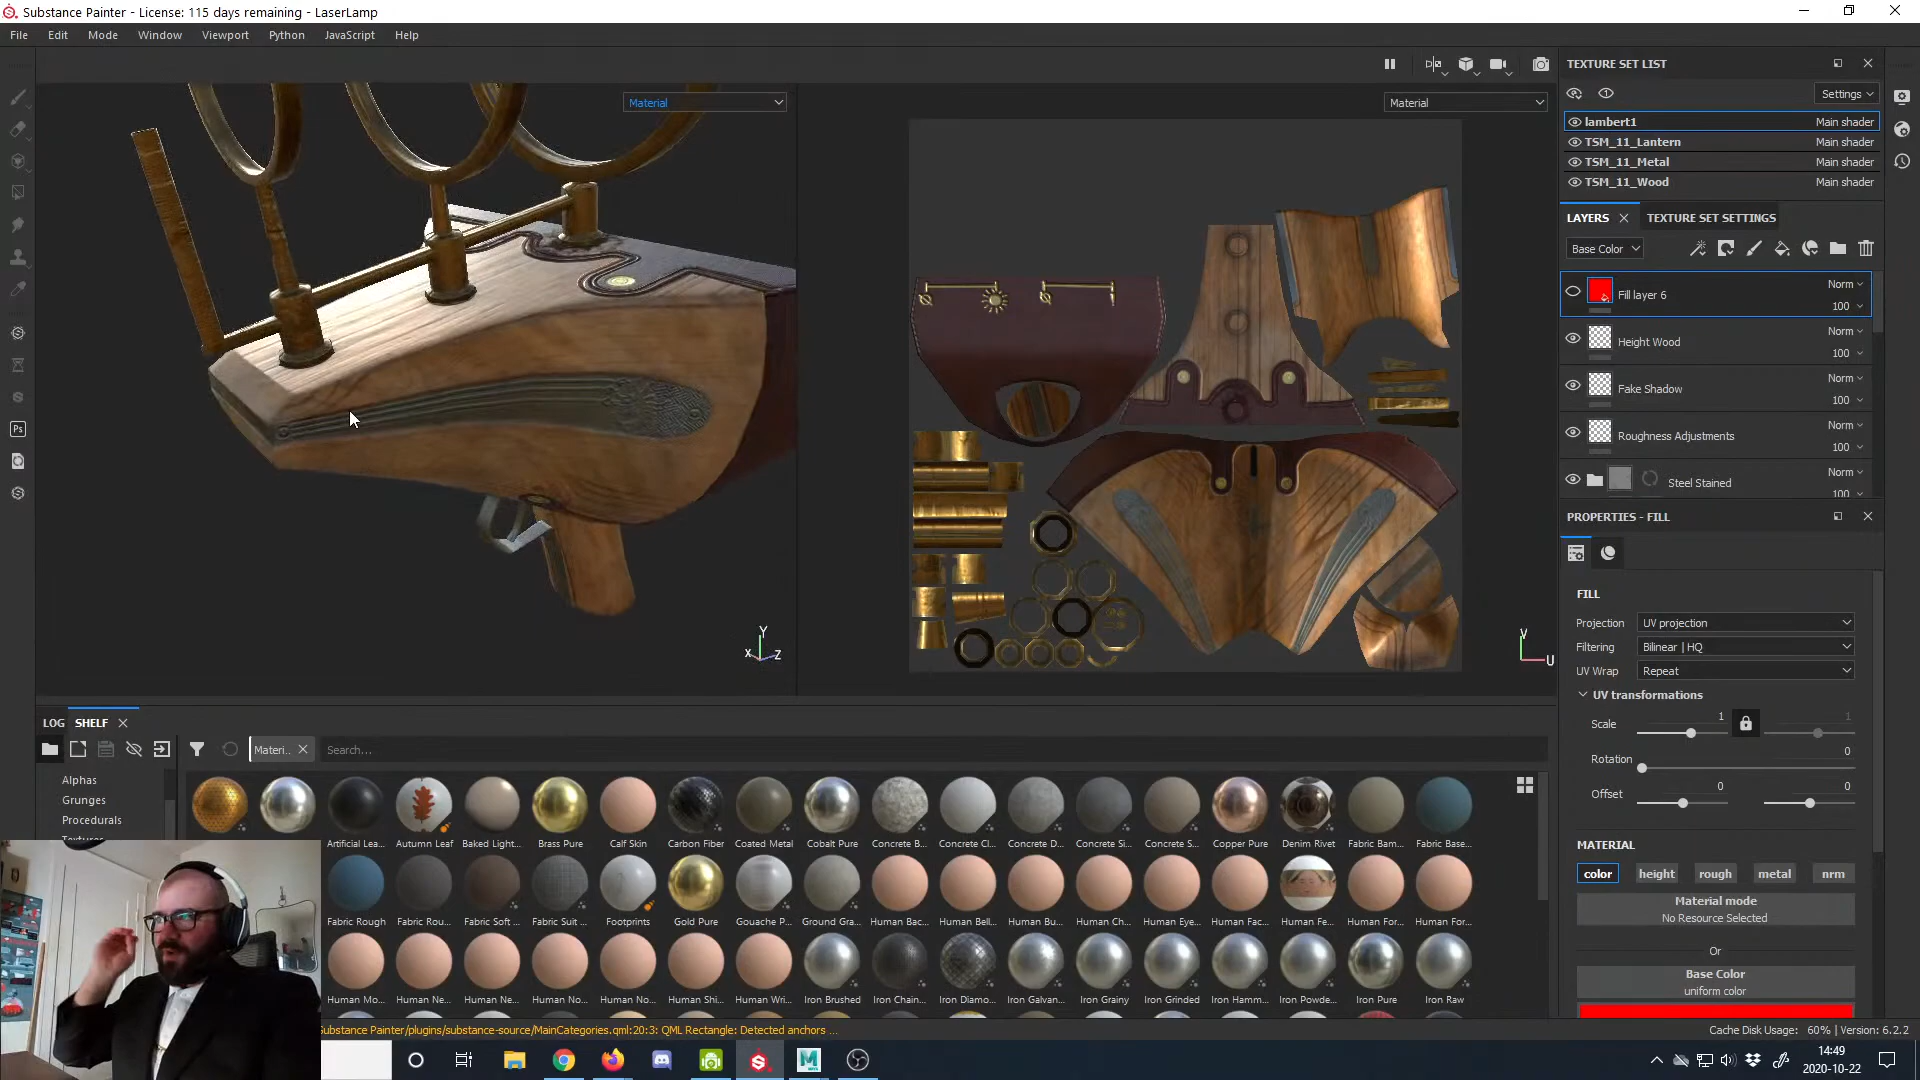 Substance Painter - License: 115 days remaining - LaserLamp
File Edit Mode Window Viewport Python JavaScript Help
Material
Material
Y
X Z
V
U
TEXTURE SET LIST
Settings
lambert1 Main shader
TSM_11_Lantern Main shader
TSM_11_Metal Main shader
TSM_11_Wood Main shader
LAYERS TEXTURE SET SETTINGS
Base Color
Fill layer 6 Norm 100
Height Wood Norm 100
Fake Shadow Norm 100
Roughness Adjustments Norm 100
Steel Stained Norm 100
PROPERTIES - FILL
FILL
Projection UV projection
Filtering Bilinear | HQ
UV Wrap Repeat
UV transformations
Scale 1 1
Rotation 0
Offset 0 0
MATERIAL
color height rough metal nrm
Material mode
No Resource Selected
Or
Base Color
uniform color
LOG SHELF
Materi... Search...
Alphas
Grunges
Procedurals
Textures
Artificial Lea... Autumn Leaf Baked Light... Brass Pure Calf Skin Carbon Fiber Coated Metal Cobalt Pure Concrete B... Concrete Cl... Concrete D... Concrete Si... Concrete S... Copper Pure Denim Rivet Fabric Bam... Fabric Base...
Fabric Rough Fabric Rou... Fabric Soft ... Fabric Suit ... Footprints Gold Pure Gouache P... Ground Gra... Human Bac... Human Bell... Human Bu... Human Ch... Human Eye... Human Fac... Human Fe... Human For... Human For...
Human Mo... Human Ne... Human Ne... Human No... Human No... Human Shi... Human Wri... Iron Brushed Iron Chain... Iron Diamo... Iron Galvan... Iron Grainy Iron Grinded Iron Hamm... Iron Powde... Iron Pure Iron Raw
Substance Painter/plugins/substance-source/MainCategories.qml:20:3: QML Rectangle: Detected anchors ...
Cache Disk Usage: 60% | Version: 6.2.2
Ps
14:49
2020-10-22